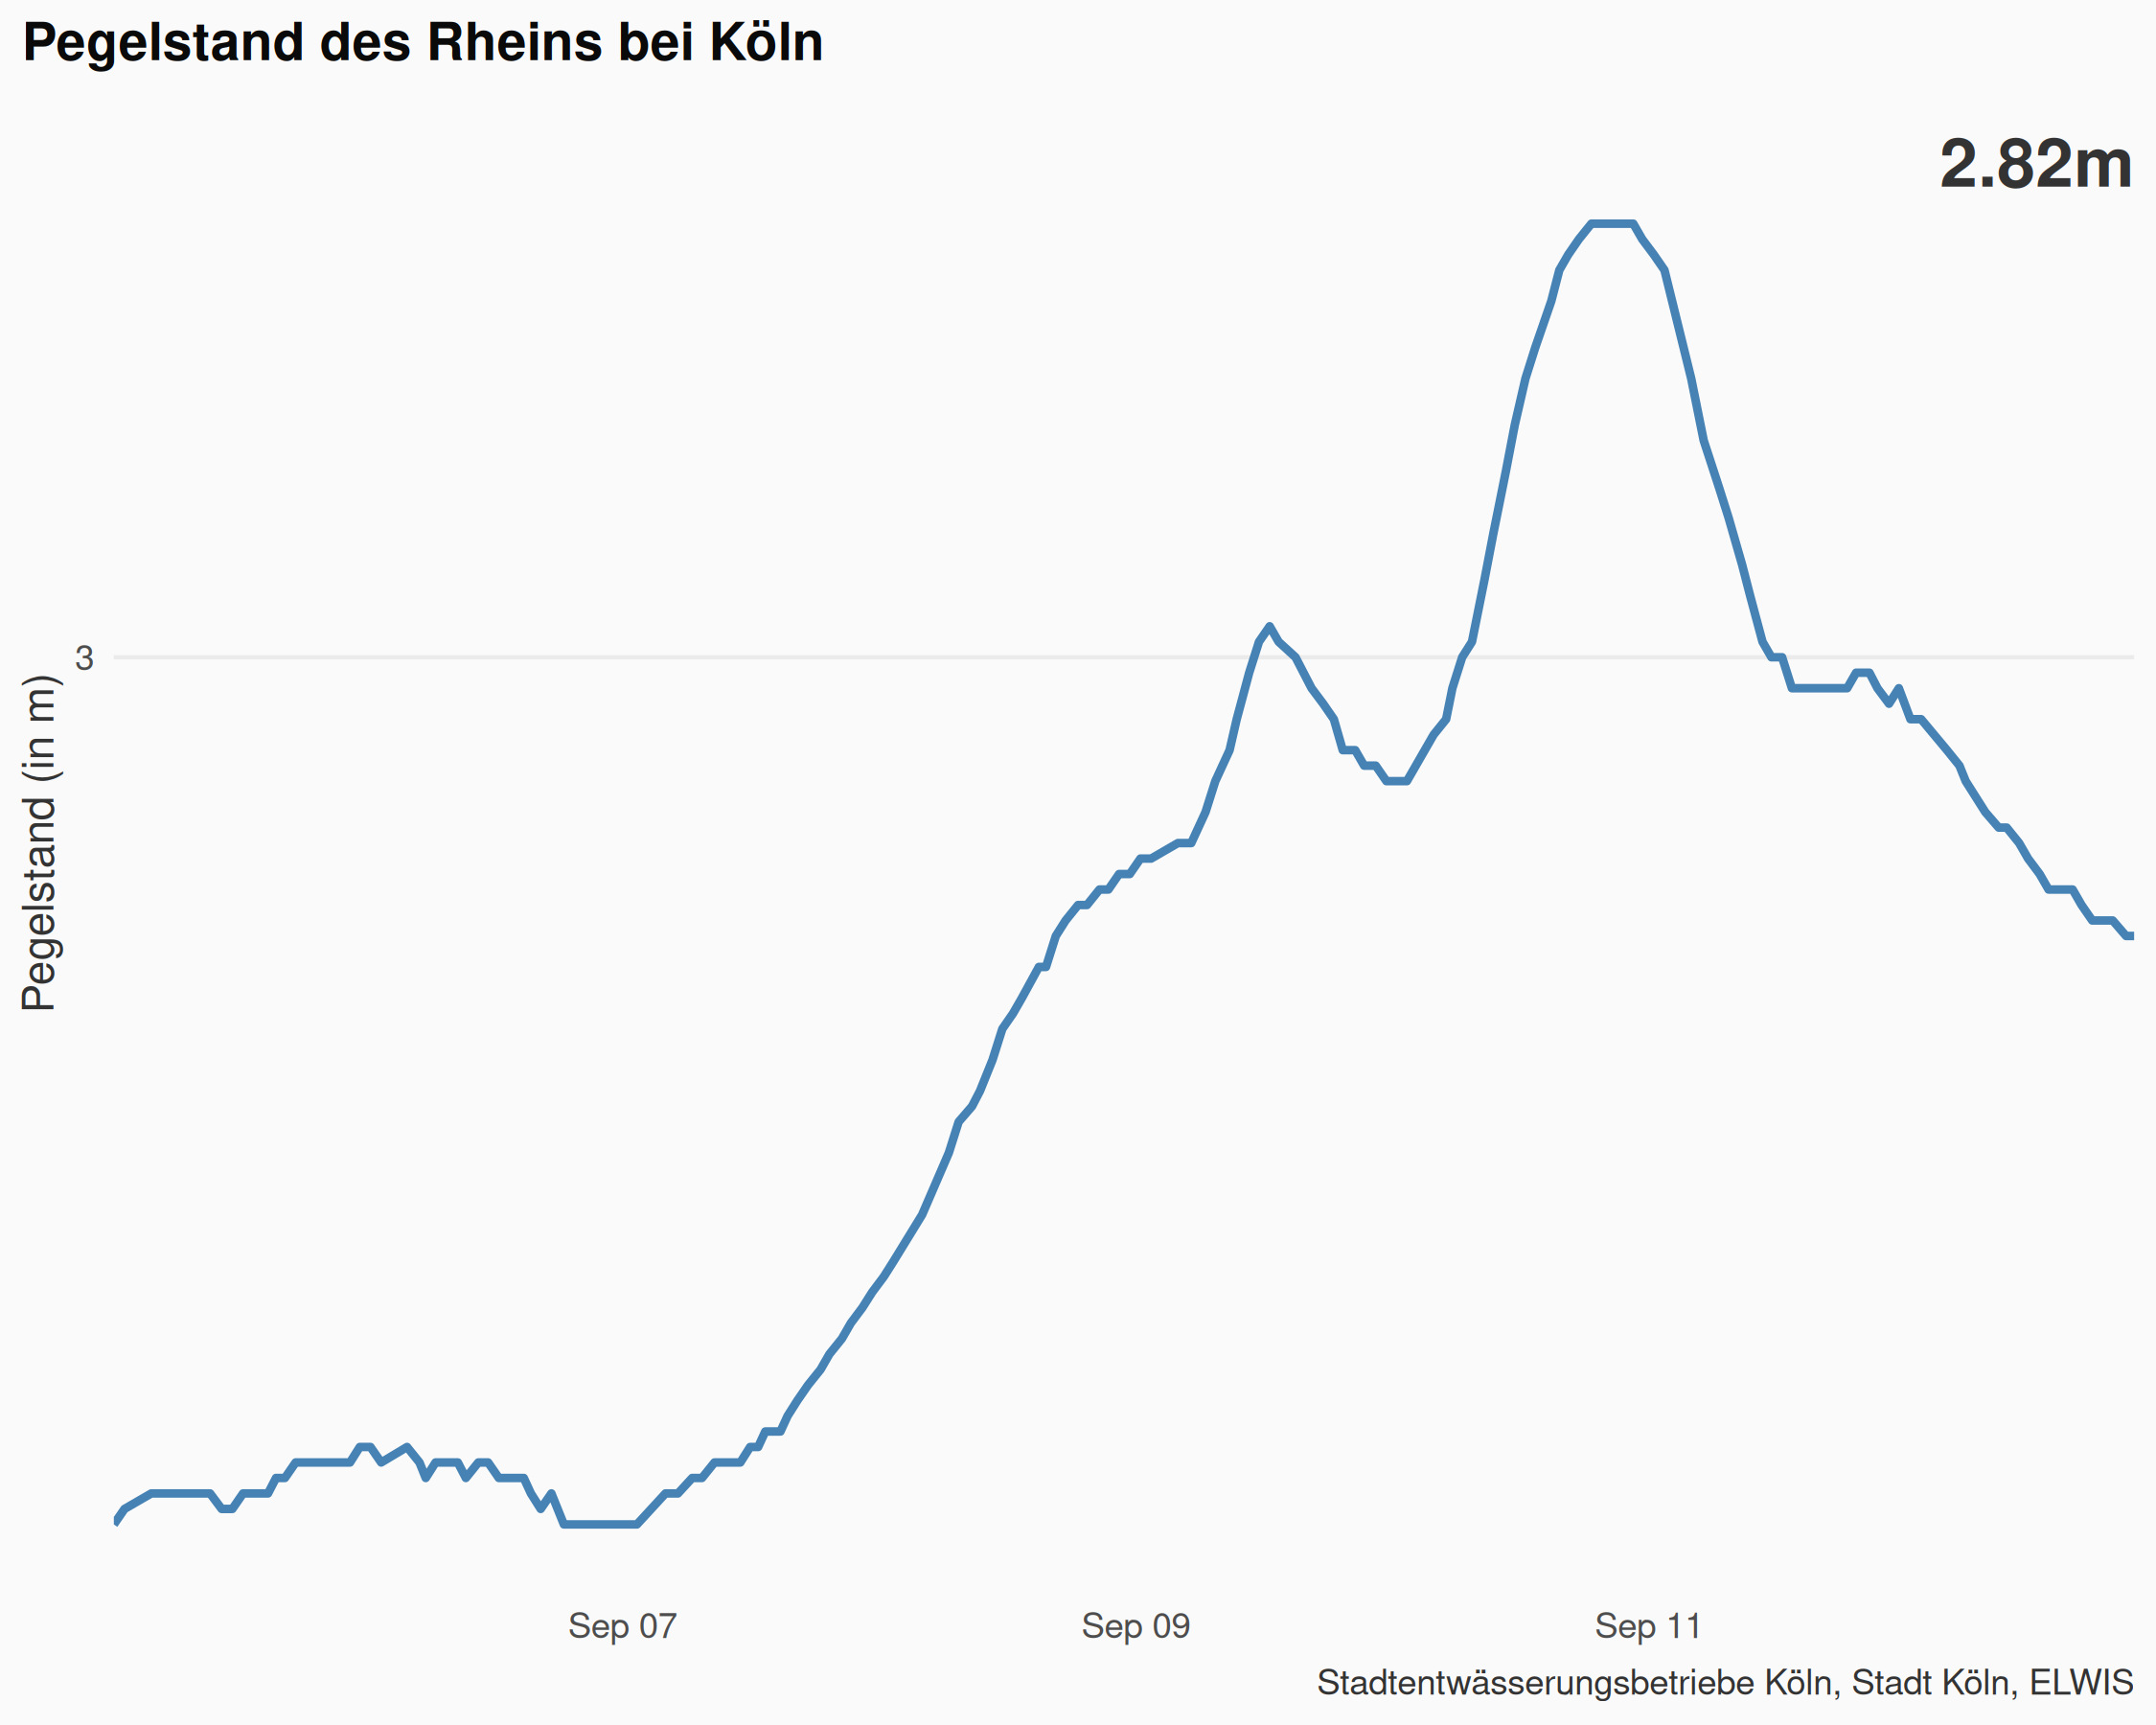 Pegelstand des Rheins bei Köln
2.82m
3
Pegelstand (in m)
Sep 07
Sep 09
Sep 11
Stadtentwässerungsbetriebe Köln, Stadt Köln, ELWIS